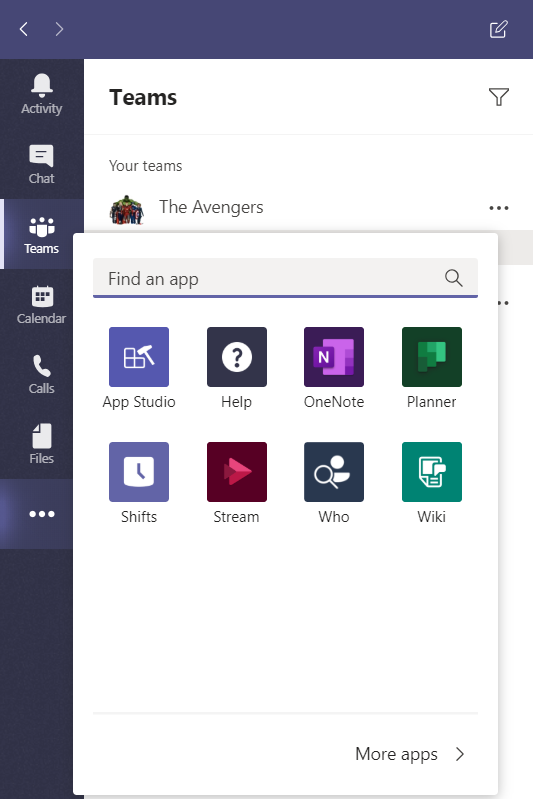 Activity
Chat
Teams
Calendar
Calls
Files
Teams
Your teams
The Avengers
Find an app
App Studio
Help
OneNote
Planner
Shifts
Stream
Who
Wiki
More apps